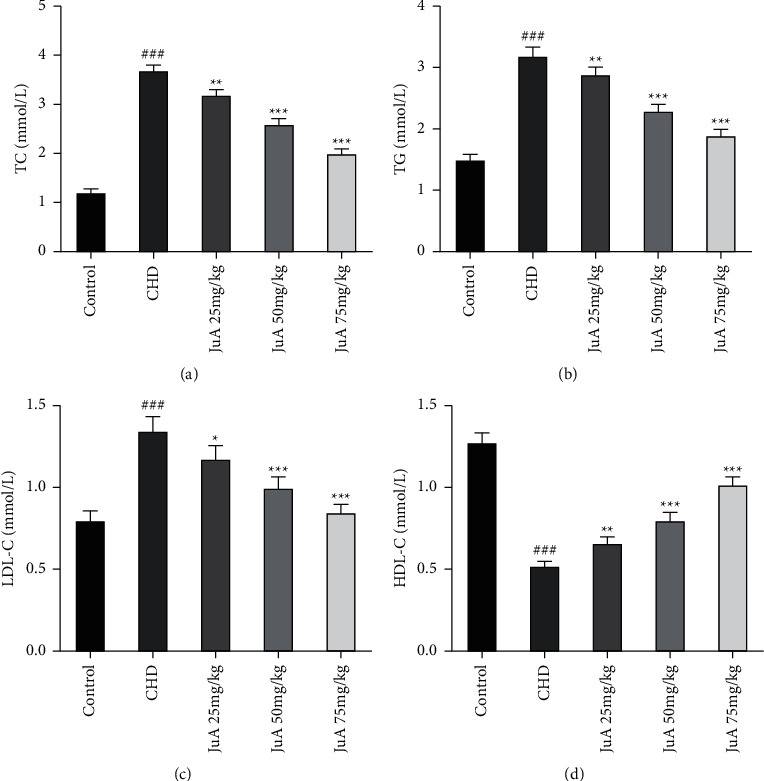 TC (mmol/L)
5
4
3
2
1
0
###
**
***
***
Control
CHD
JuA 25mg/kg
JuA 50mg/kg
JuA 75mg/kg
(a)
TG (mmol/L)
4
3
2
1
0
###
**
***
***
Control
CHD
JuA 25mg/kg
JuA 50mg/kg
JuA 75mg/kg
(b)
LDL-C (mmol/L)
1.5
1.0
0.5
0.0
###
*
***
***
Control
CHD
JuA 25mg/kg
JuA 50mg/kg
JuA 75mg/kg
(c)
HDL-C (mmol/L)
1.5
1.0
0.5
0.0
###
**
***
***
Control
CHD
JuA 25mg/kg
JuA 50mg/kg
JuA 75mg/kg
(d)